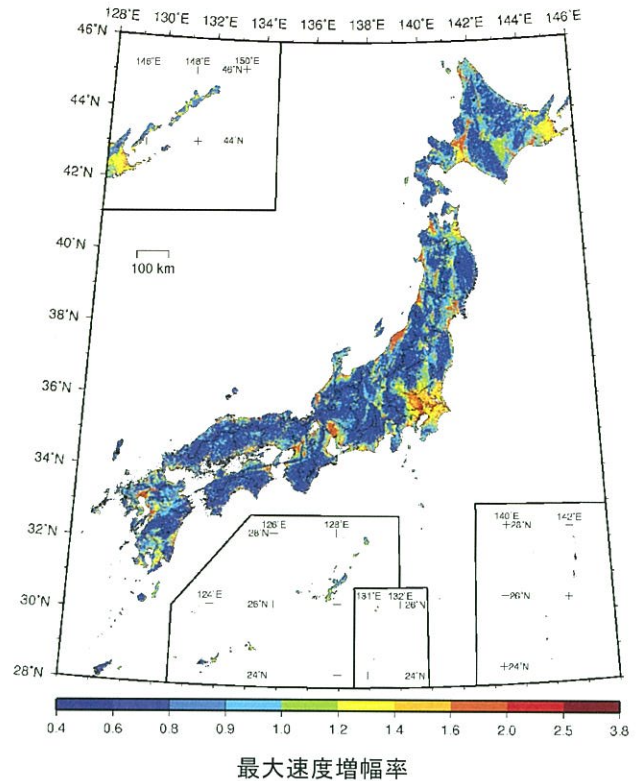 128°E 130°E 132°E 134°E 136°E 138°E 140°E 142°E 144°E 146°E
46°N
146°E 148°E 150°E
46°N
44°N
44°N
42°N
40°N
100 km
38°N
36°N
34°N
32°N
126°E 128°E
28°N
140°E 142°E
28°N
124°E
131°E 132°E
30°N
26°N
26°N
26°N
28°N
24°N
24°N
24°N
0.4 0.6 0.8 0.9 1.0 1.2 1.4 1.6 2.0 2.5 3.8
最大速度増幅率